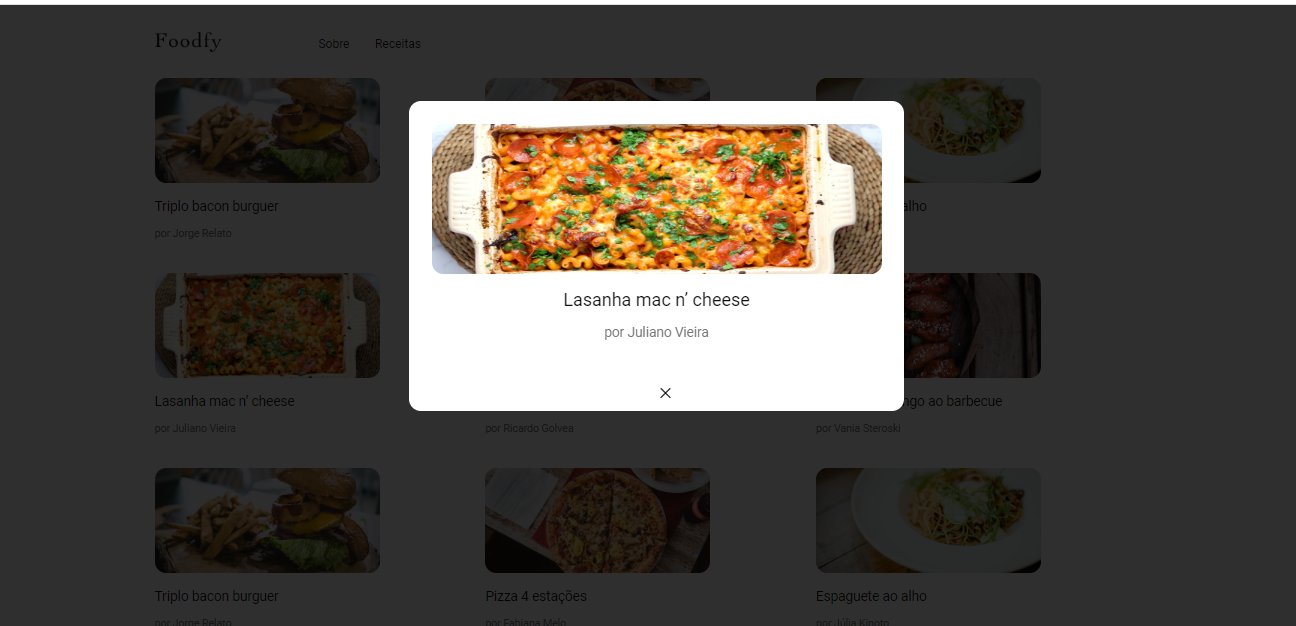 Foodfy
Sobre
Receitas
Triplo bacon burguer
alho
por Jorge Relato
Lasanha mac n’ cheese
por Juliano Vieira
Lasanha mac n’ cheese
ngo ao barbecue
por Juliano Vieira
por Ricardo Golvea
por Vania Steroski
Triplo bacon burguer
Pizza 4 estações
Espaguete ao alho
por Jorge Relato
por Fabiana Melo
por Júlia Kinoto